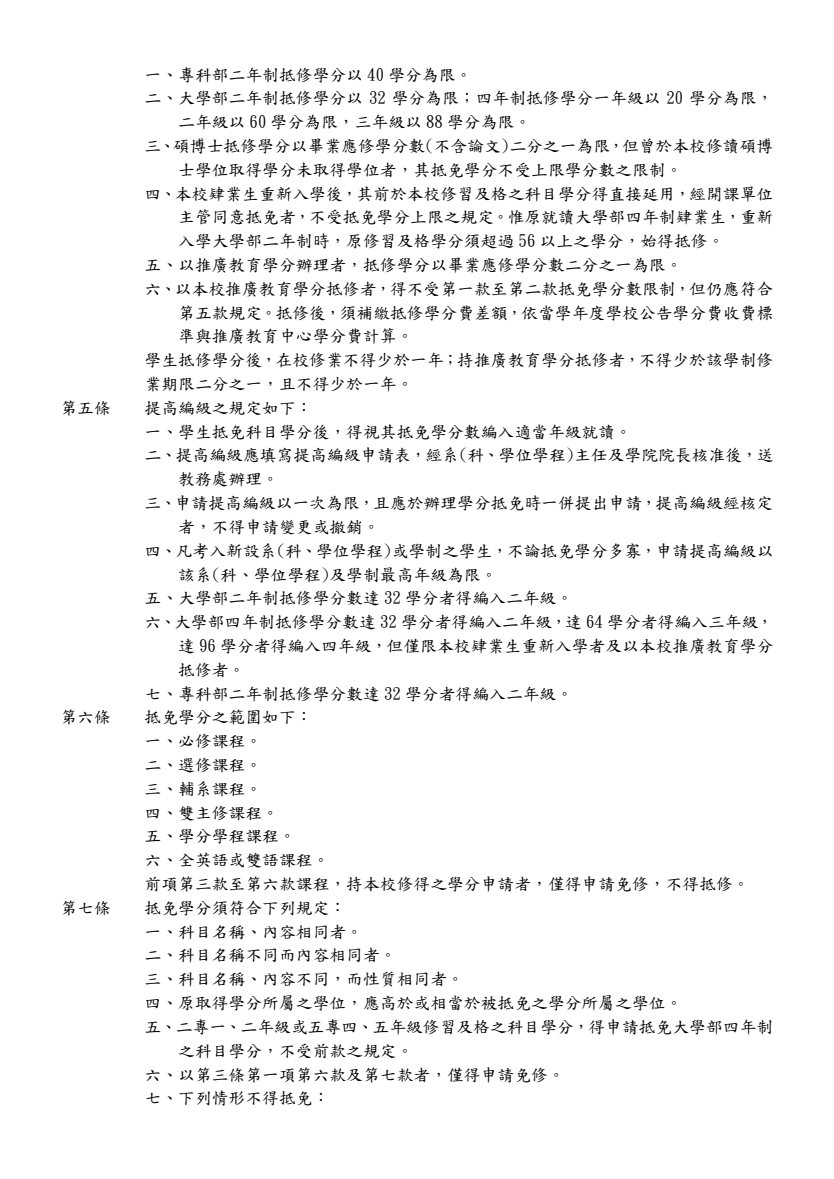 一、專科部二年制抵修學分以 40 學分為限。
二、大學部二年制抵修學分以 32 學分為限；四年制抵修學分一年級以 20 學分為限，
二年級以 60 學分為限，三年級以 88 學分為限。
三、碩博士抵修學分以畢業應修學分數(不含論文)二分之一為限，但曾於本校修讀碩博
士學位取得學分未取得學位者，其抵免學分不受上限學分數之限制。
四、本校肄業生重新入學後，其前於本校修習及格之科目學分得直接延用，經開課單位
主管同意抵免者，不受抵免學分上限之規定。惟原就讀大學部四年制肄業生，重新
入學大學部二年制時，原修習及格學分須超過 56 以上之學分，始得抵修。
五、以推廣教育學分辦理者，抵修學分以畢業應修學分數二分之一為限。
六、以本校推廣教育學分抵修者，得不受第一款至第二款抵免學分數限制，但仍應符合
第五款規定。抵修後，須補繳抵修學分費差額，依當學年度學校公告學分費收費標
準與推廣教育中心學分費計算。
學生抵修學分後，在校修業不得少於一年；持推廣教育學分抵修者，不得少於該學制修
業期限二分之一，且不得少於一年。
第五條 提高編級之規定如下：
一、學生抵免科目學分後，得視其抵免學分數編入適當年級就讀。
二、提高編級應填寫提高編級申請表，經系(科、學位學程)主任及學院院長核准後，送
教務處辦理。
三、申請提高編級以一次為限，且應於辦理學分抵免時一併提出申請，提高編級經核定
者，不得申請變更或撤銷。
四、凡考入新設系(科、學位學程)或學制之學生，不論抵免學分多寡，申請提高編級以
該系(科、學位學程)及學制最高年級為限。
五、大學部二年制抵修學分數達 32 學分者得編入二年級。
六、大學部四年制抵修學分數達 32 學分者得編入二年級，達 64 學分者得編入三年級，
達 96 學分者得編入四年級，但僅限本校肄業生重新入學者及以本校推廣教育學分
抵修者。
七、專科部二年制抵修學分數達 32 學分者得編入二年級。
第六條 抵免學分之範圍如下：
一、必修課程。
二、選修課程。
三、輔系課程。
四、雙主修課程。
五、學分學程課程。
六、全英語或雙語課程。
前項第三款至第六款課程，持本校修得之學分申請者，僅得申請免修，不得抵修。
第七條 抵免學分須符合下列規定：
一、科目名稱、內容相同者。
二、科目名稱不同而內容相同者。
三、科目名稱、內容不同，而性質相同者。
四、原取得學分所屬之學位，應高於或相當於被抵免之學分所屬之學位。
五、二專一、二年級或五專四、五年級修習及格之科目學分，得申請抵免大學部四年制
之科目學分，不受前款之規定。
六、以第三條第一項第六款及第七款者，僅得申請免修。
七、下列情形不得抵免：